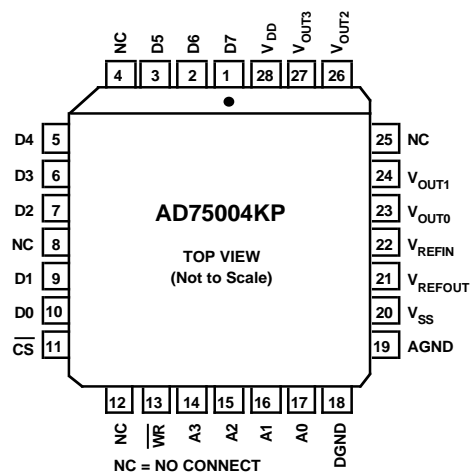 NC D5 D6 D7 VDD VOUT3 VOUT2
4 3 2 1 28 27 26
D4 5 25 NC
D3 6 24 VOUT1
D2 7 23 VOUT0
NC 8 22 VREFIN
D1 9 21 VREFOUT
D0 10 20 VSS
CS 11 19 AGND
AD75004KP
TOP VIEW
(Not to Scale)
12 13 14 15 16 17 18
NC WR A3 A2 A1 A0 DGND
NC = NO CONNECT